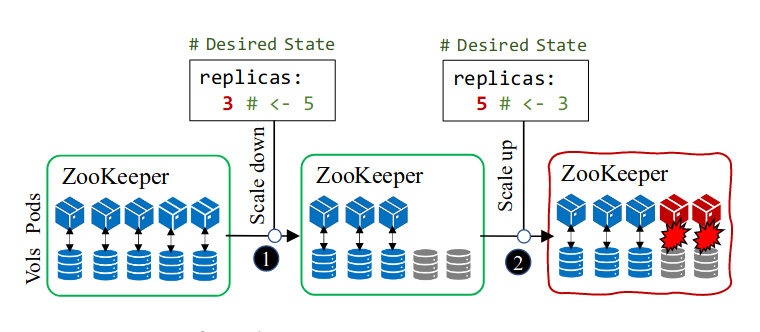 # Desired State
replicas:
3 # <- 5
# Desired State
replicas:
5 # <- 3
Scale down
Scale up
ZooKeeper
ZooKeeper
ZooKeeper
Pods
Vols
1
2